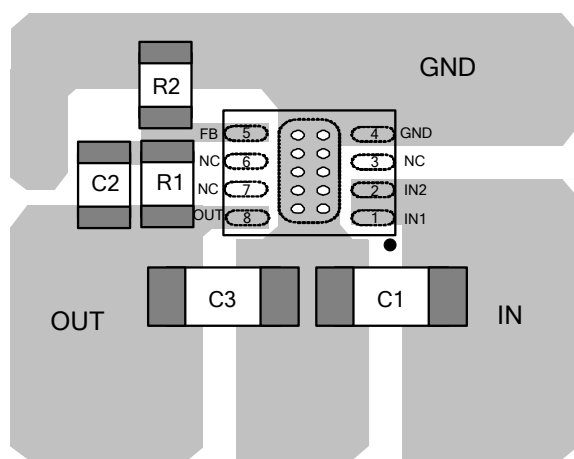 GND
R2
FB 5 4 GND
NC 6 3 NC
C2 R1
NC 7 2 IN2
OUT 8 1 IN1
C3 C1
OUT IN